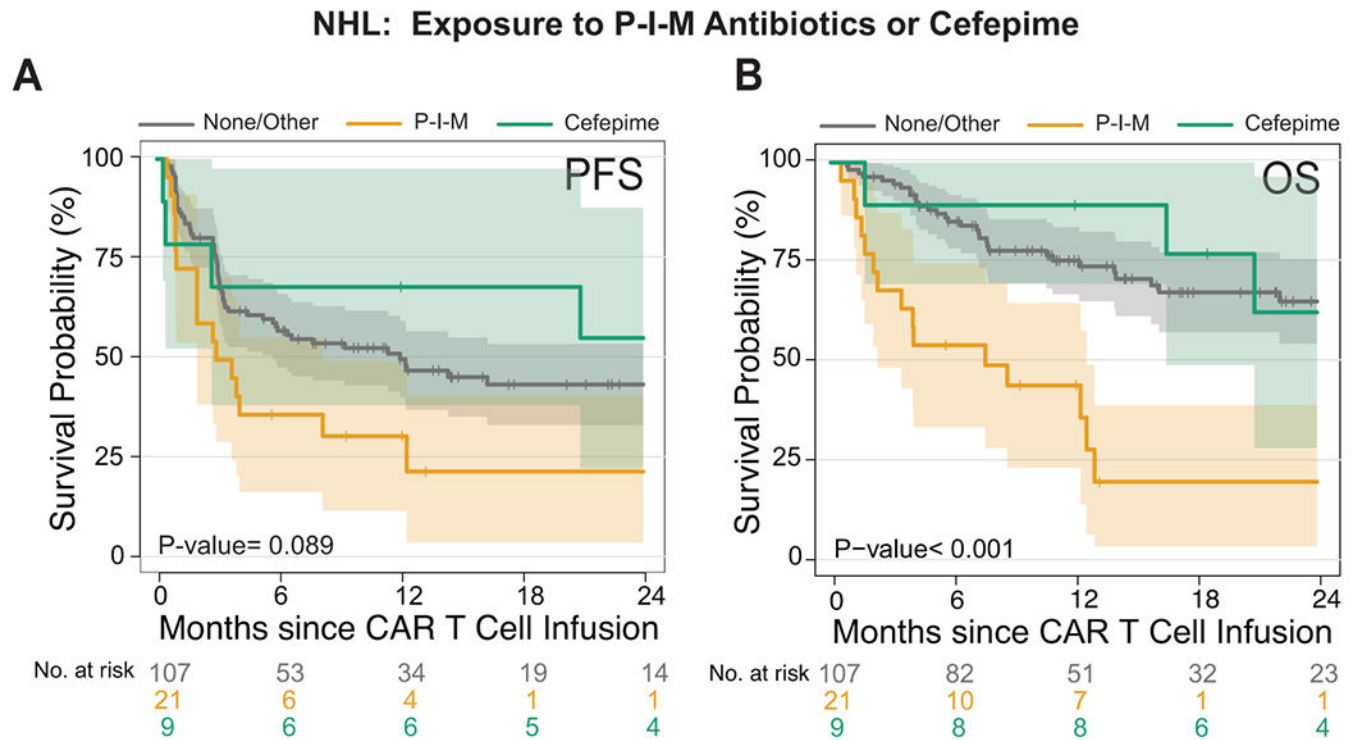 NHL:  Exposure to P-I-M Antibiotics or Cefepime
A
None/Other P-I-M Cefepime
PFS
Survival Probability (%)
100
75
50
25
0
P-value= 0.089
0 6 12 18 24
Months since CAR T Cell Infusion
No. at risk 107 53 34 19 14
21 6 4 1 1
9 6 6 5 4
B
None/Other P-I-M Cefepime
OS
Survival Probability (%)
100
75
50
25
0
P−value< 0.001
0 6 12 18 24
Months since CAR T Cell Infusion
No. at risk 107 82 51 32 23
21 10 7 1 1
9 8 8 6 4